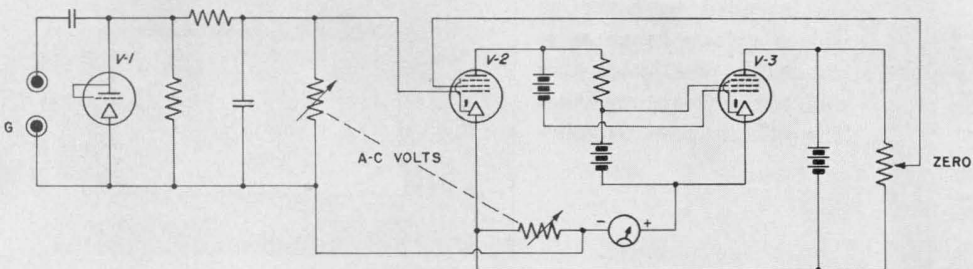 V-1
V-2
V-3
G
A-C VOLTS
ZERO
-
+